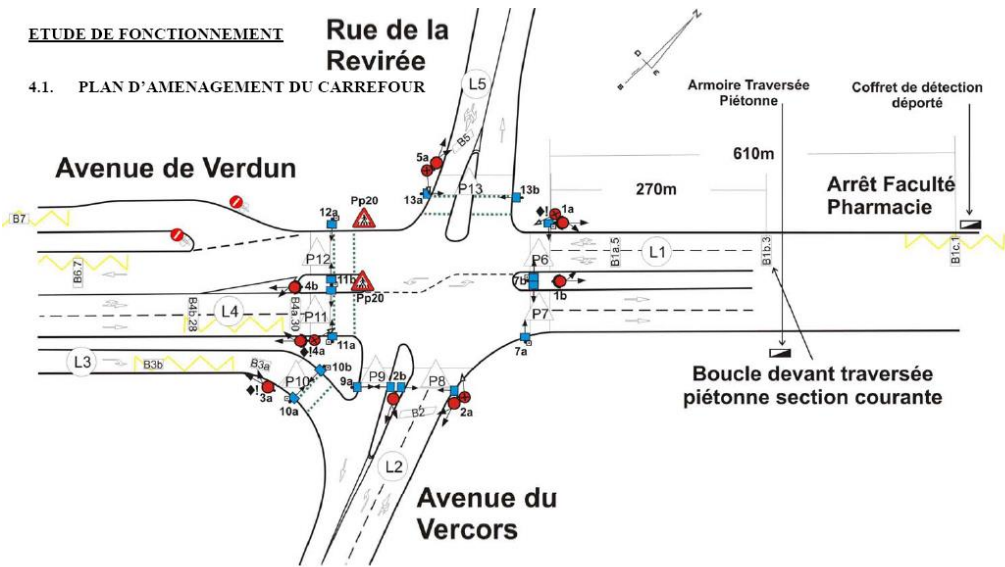 ETUDE DE FONCTIONNEMENT
4.1. PLAN D’AMENAGEMENT DU CARREFOUR
Rue de la
Revirée
N
Armoire Traversée
Piétonne
Coffret de détection
déporté
L5
B5
5a
610m
Avenue de Verdun
270m
Arrêt Faculté
Pharmacie
P13
13a
13b
12a
Pp20
1a
B7
P12
P6
B1a.5
L1
B1b.3
B1c.1
B6.7
11b
4b
Pp20
7b
1b
B4b.28
L4
B4a.30
P11
P7
11a
4a
7a
L3
B3b
B3a
3a
P10
10b
10a
9a
P9
2b
P8
B2
2a
Boucle devant traversée
piétonne section courante
L2
Avenue du
Vercors